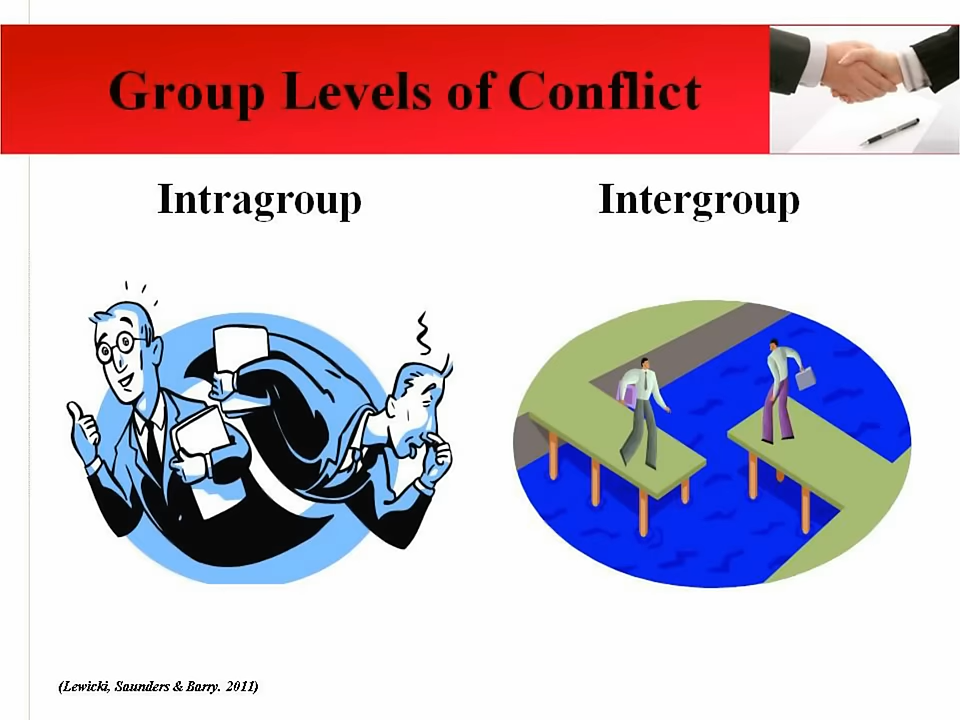 Group Levels of Conflict
Intragroup
Intergroup
(Lewicki, Saunders & Barry. 2011)